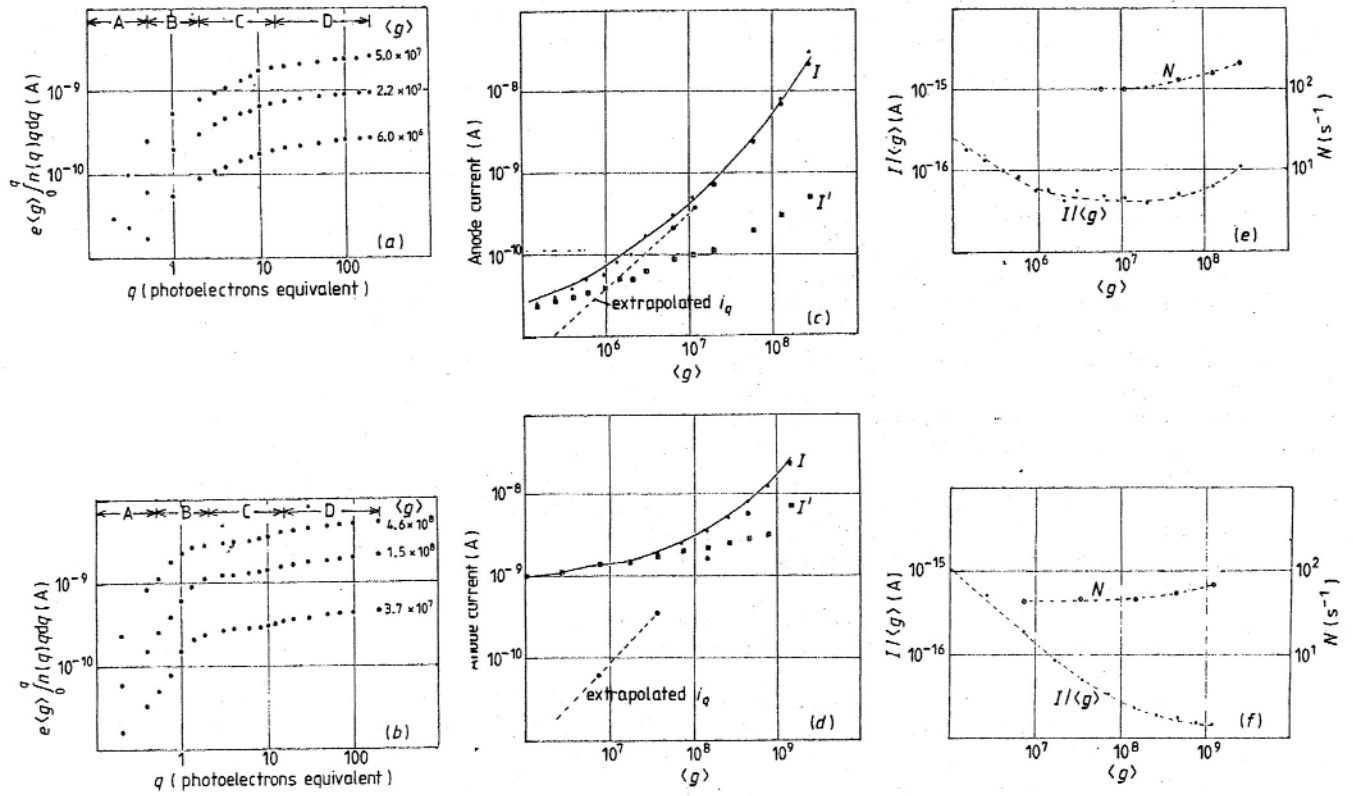 A B C D ⟨g⟩
5.0 × 10⁷
2.2 × 10⁷
6.0 × 10⁶
10⁻⁹
10⁻¹⁰
e⟨g⟩ ∫₀^q n(q)qdq (A)
1 10 100
(a)
q (photoelectrons equivalent)
10⁻⁸
10⁻⁹
10⁻¹⁰
Anode current (A)
I
I'
extrapolated i_q
(c)
10⁶ 10⁷ 10⁸
⟨g⟩
10⁻¹⁵
10⁻¹⁶
I/⟨g⟩ (A)
N
I/⟨g⟩
10²
10¹
N (s⁻¹)
(e)
10⁶ 10⁷ 10⁸
⟨g⟩
A B C D ⟨g⟩
4.6 × 10⁸
1.5 × 10⁸
3.7 × 10⁷
10⁻⁹
10⁻¹⁰
e⟨g⟩ ∫₀^q n(q)qdq (A)
1 10 100
(b)
q (photoelectrons equivalent)
10⁻⁸
10⁻⁹
10⁻¹⁰
Anode current (A)
I
I'
extrapolated i_q
(d)
10⁷ 10⁸ 10⁹
⟨g⟩
10⁻¹⁵
10⁻¹⁶
I/⟨g⟩ (A)
N
I/⟨g⟩
10²
10¹
N (s⁻¹)
(f)
10⁷ 10⁸ 10⁹
⟨g⟩